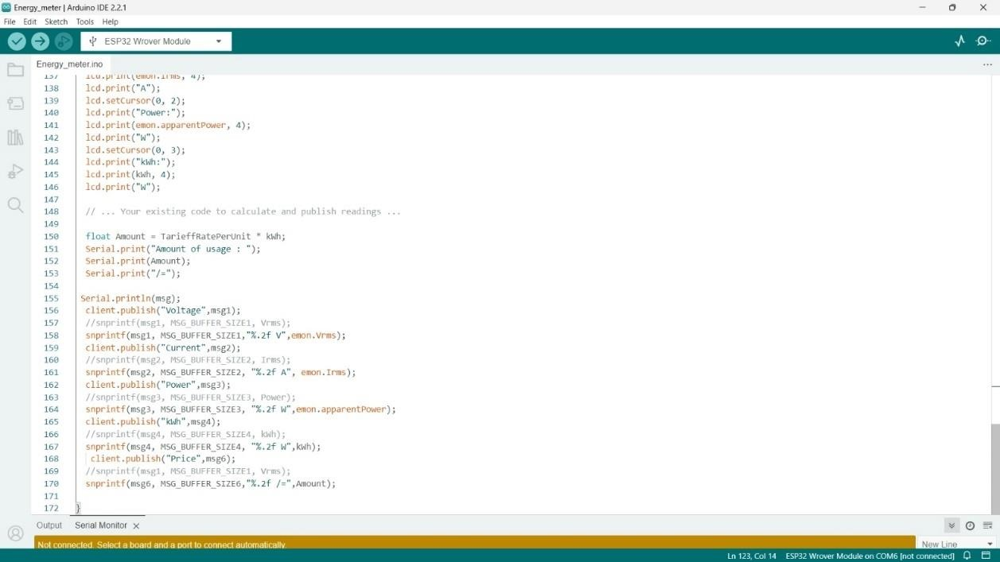 Energy_meter | Arduino IDE 2.2.1
File Edit Sketch Tools Help
ESP32 Wrover Module
Energy_meter.ino
137 lcd.print(emon.Irms, 4);
138 lcd.print("A");
139 lcd.setCursor(0, 2);
140 lcd.print("Power:");
141 lcd.print(emon.apparentPower, 4);
142 lcd.print("W");
143 lcd.setCursor(0, 3);
144 lcd.print("kWh:");
145 lcd.print(kWh, 4);
146 lcd.print("W");
147
148 // ... Your existing code to calculate and publish readings ...
149
150 float Amount = TarieffRatePerUnit * kWh;
151 Serial.print("Amount of usage : ");
152 Serial.print(Amount);
153 Serial.print("/=");
154
155 Serial.println(msg);
156 client.publish("Voltage",msg1);
157 //snprintf(msg1, MSG_BUFFER_SIZE1, Vrms);
158 snprintf(msg1, MSG_BUFFER_SIZE1,"%.2f V",emon.Vrms);
159 client.publish("Current",msg2);
160 //snprintf(msg2, MSG_BUFFER_SIZE2, Irms);
161 snprintf(msg2, MSG_BUFFER_SIZE2, "%.2f A", emon.Irms);
162 client.publish("Power",msg3);
163 //snprintf(msg3, MSG_BUFFER_SIZE3, Power);
164 snprintf(msg3, MSG_BUFFER_SIZE3, "%.2f W",emon.apparentPower);
165 client.publish("kWh",msg4);
166 //snprintf(msg4, MSG_BUFFER_SIZE4, kWh);
167 snprintf(msg4, MSG_BUFFER_SIZE4, "%.2f W",kWh);
168 client.publish("Price",msg6);
169 //snprintf(msg1, MSG_BUFFER_SIZE1, Vrms);
170 snprintf(msg6, MSG_BUFFER_SIZE6,"%.2f /=",Amount);
171
172 }
Output Serial Monitor
Not connected. Select a board and a port to connect automatically.
New Line
Ln 123, Col 14 ESP32 Wrover Module on COM6 [not connected]